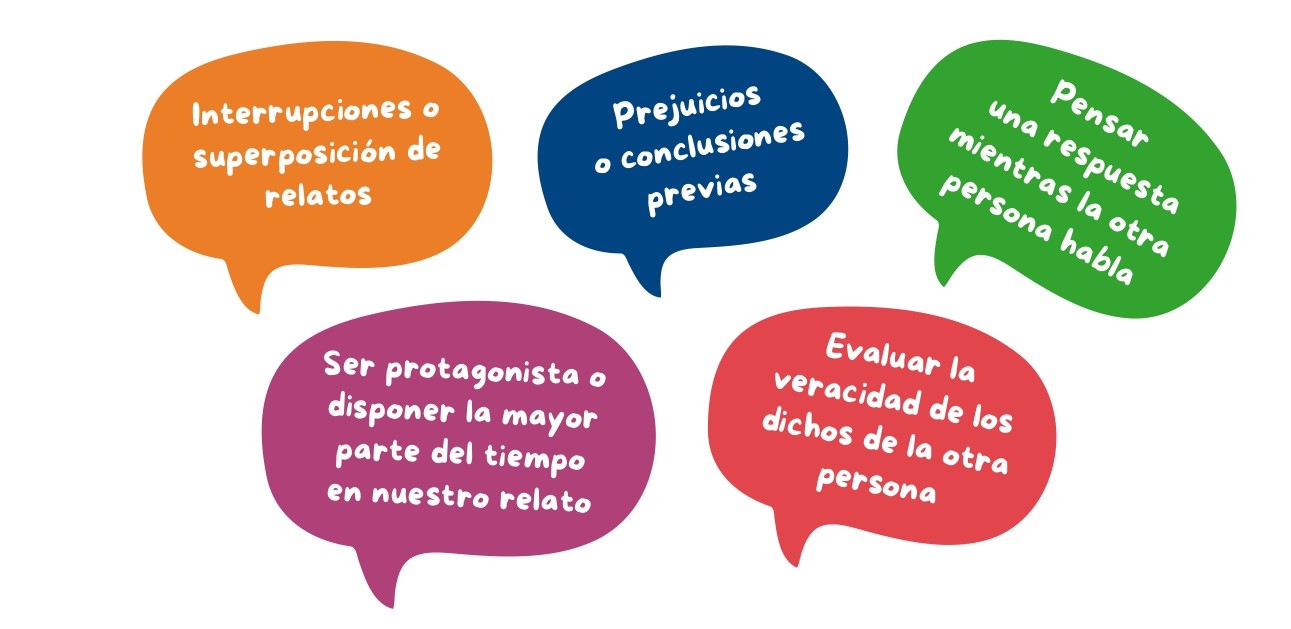 Interrupciones o
superposición de
relatos
Prejuicios
o conclusiones
previas
Pensar
una respuesta
mientras la otra
persona habla
Ser protagonista o
disponer la mayor
parte del tiempo
en nuestro relato
Evaluar la
veracidad de los
dichos de la otra
persona